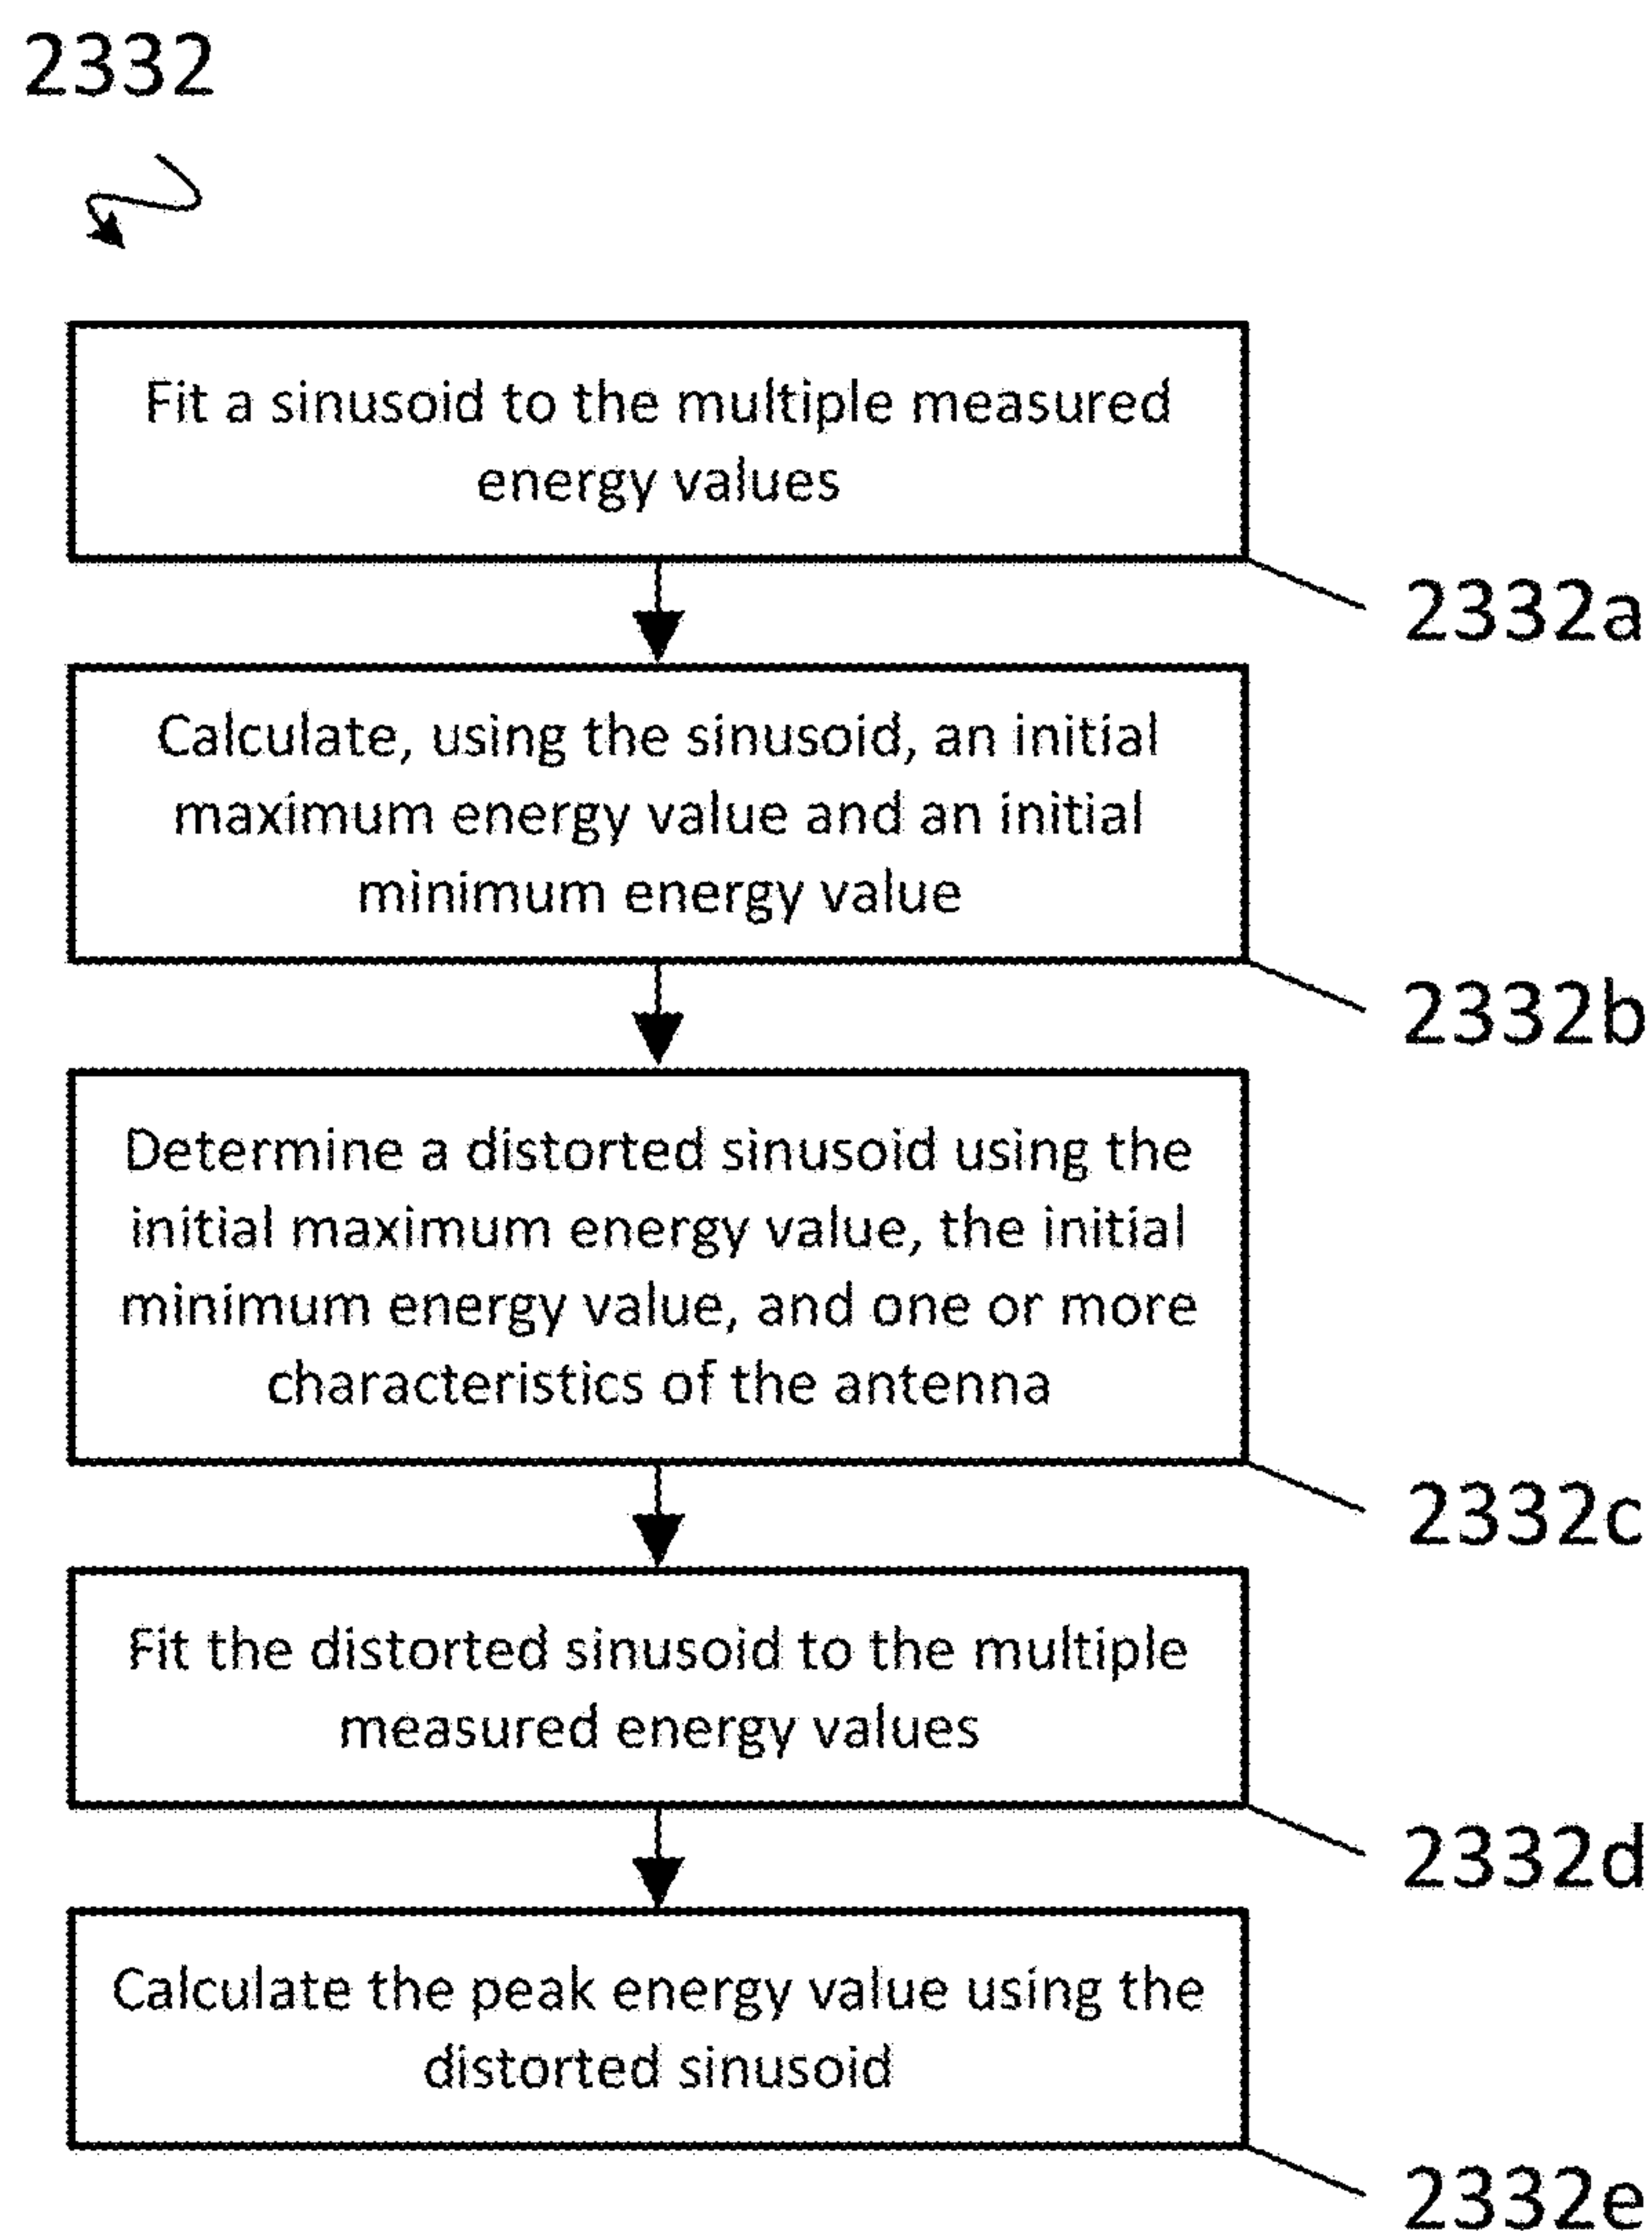 2332
Fit a sinusoid to the multiple measured
energy values
2332a
Calculate, using the sinusoid, an initial
maximum energy value and an initial
minimum energy value
2332b
Determine a distorted sinusoid using the
initial maximum energy value, the initial
minimum energy value, and one or more
characteristics of the antenna
2332c
Fit the distorted sinusoid to the multiple
measured energy values
2332d
Calculate the peak energy value using the
distorted sinusoid
2332e